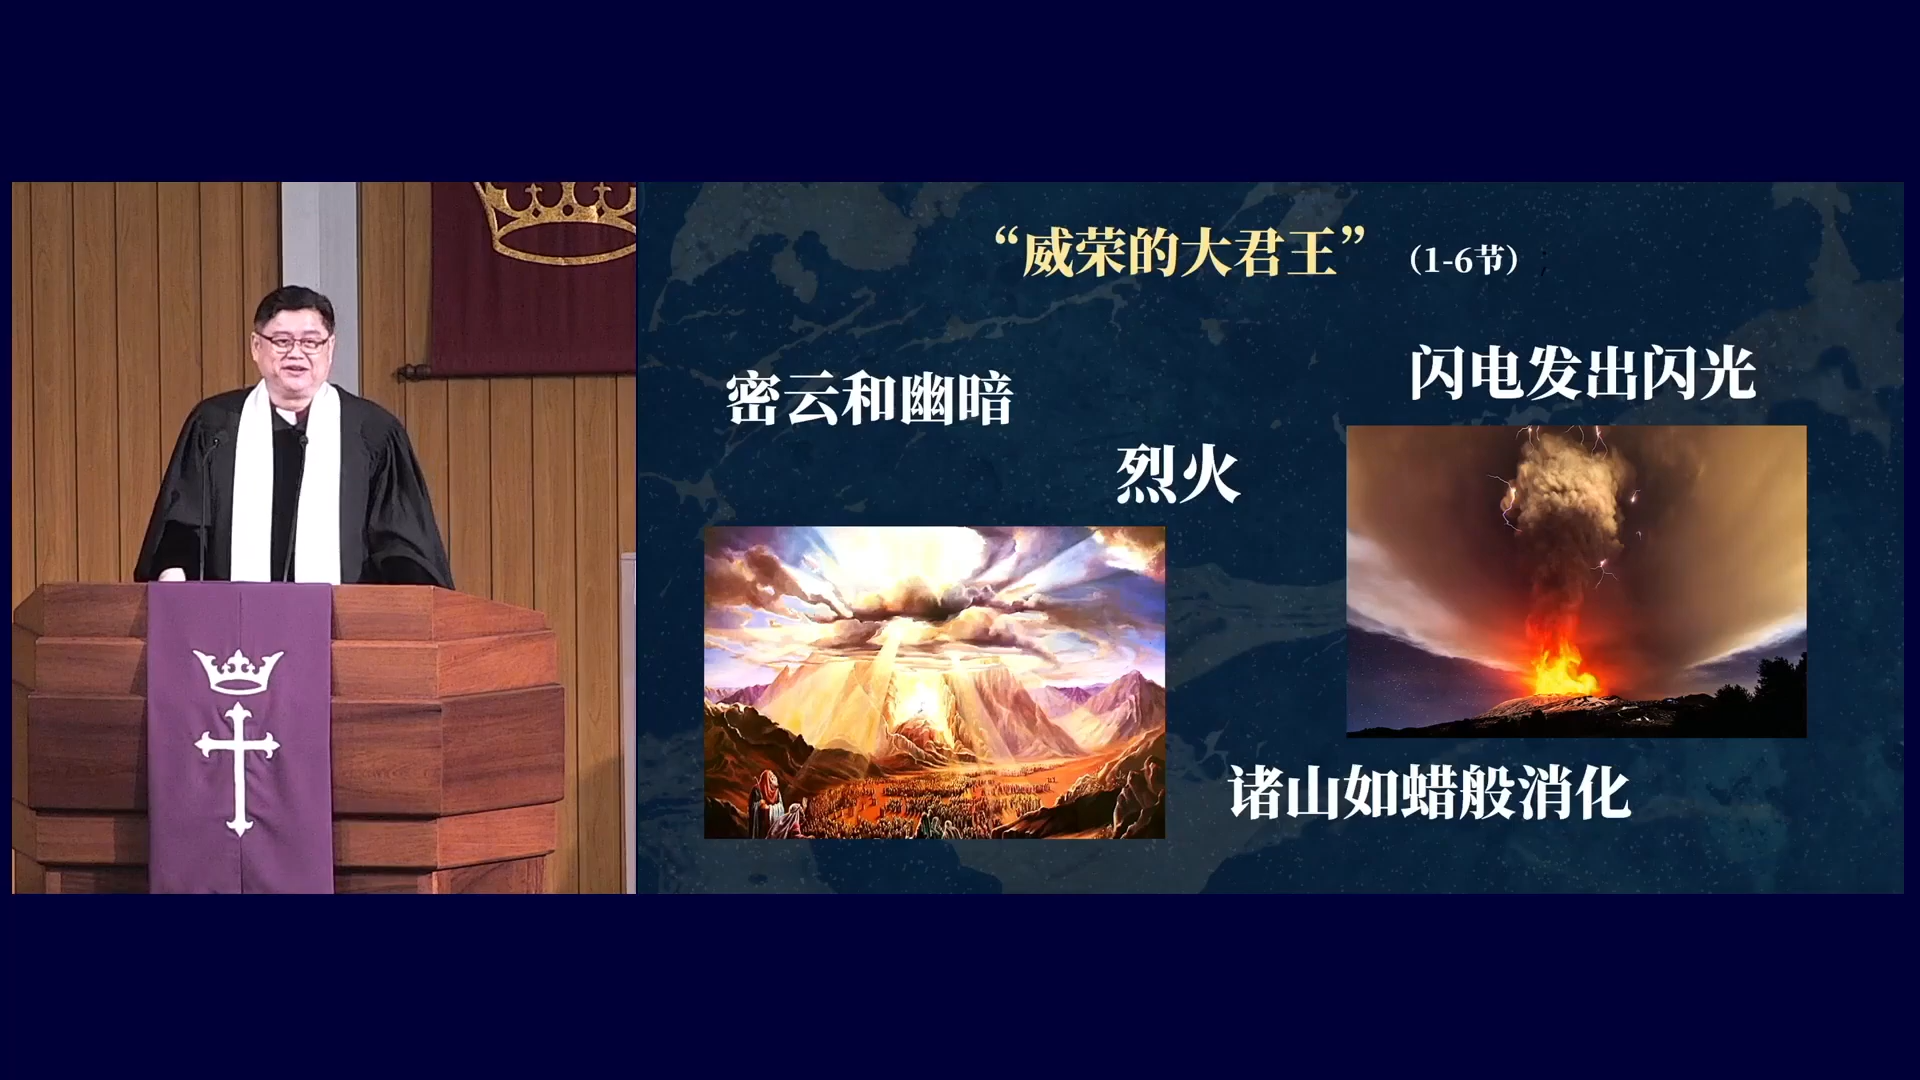 “威荣的大君王” （1-6节）
闪电发出闪光
密云和幽暗
烈火
诸山如蜡般消化